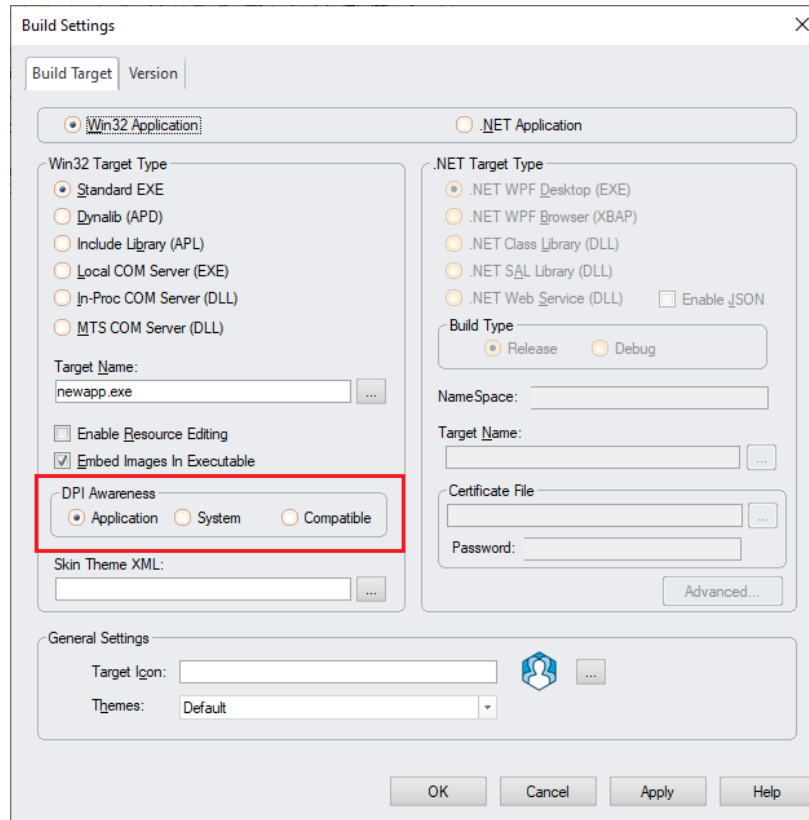 Build Settings
Build Target Version
Win32 Application .NET Application
Win32 Target Type
Standard EXE
Dynalib (APD)
Include Library (APL)
Local COM Server (EXE)
In-Proc COM Server (DLL)
MTS COM Server (DLL)
Target Name:
newapp.exe ...
Enable Resource Editing
Embed Images In Executable
DPI Awareness
Application System Compatible
Skin Theme XML:
...
.NET Target Type
.NET WPF Desktop (EXE)
.NET WPF Browser (XBAP)
.NET Class Library (DLL)
.NET SAL Library (DLL)
.NET Web Service (DLL) Enable JSON
Build Type
Release Debug
NameSpace:
Target Name:
...
Certificate File
...
Password:
Advanced...
General Settings
Target Icon: ...
Themes: Default
OK Cancel Apply Help